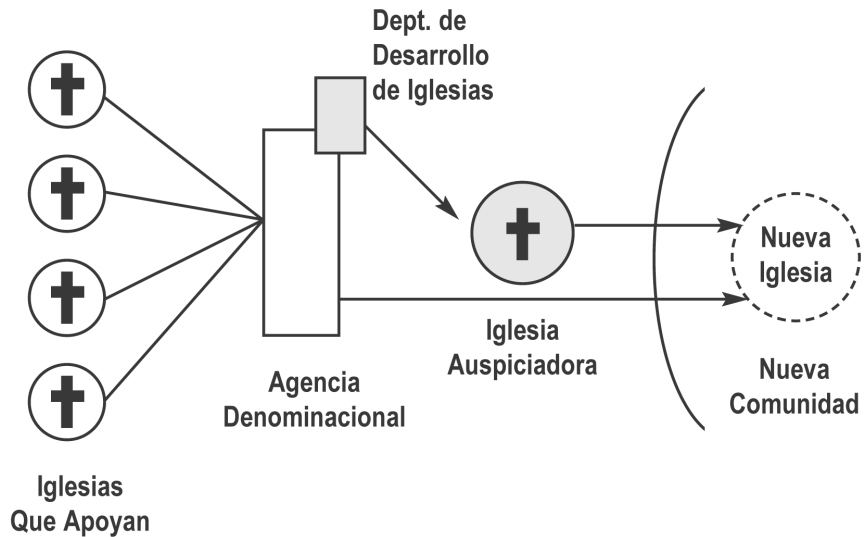 Dept. de
Desarrollo
de Iglesias
Nueva
Iglesia
Iglesia
Auspiciadora
Agencia
Denominacional
Nueva
Comunidad
Iglesias
Que Apoyan